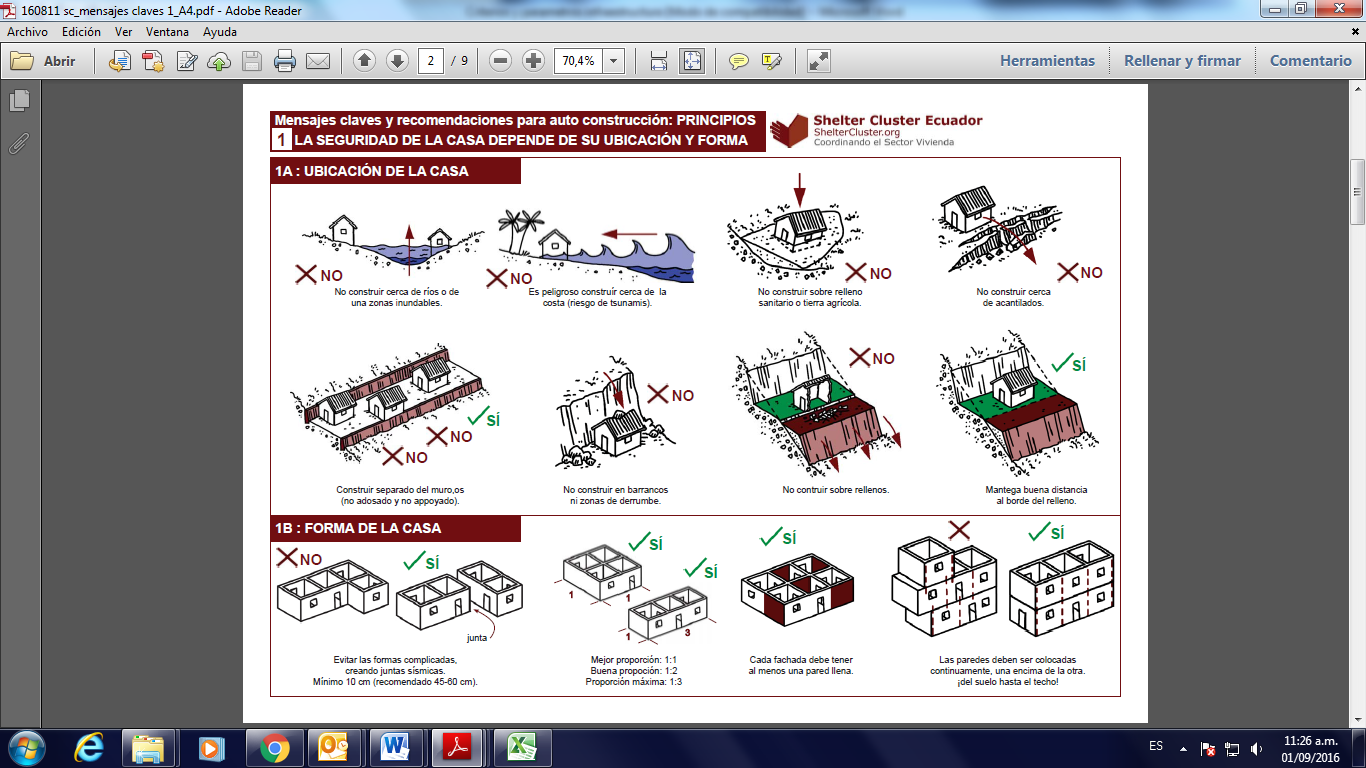 160811 sc_mensajes claves 1_A4.pdf - Adobe Reader
Archivo Edición Ver Ventana Ayuda
Abrir
2 / 9
70,4%
Herramientas
Rellenar y firmar
Comentario
Mensajes claves y recomendaciones para auto construcción: PRINCIPIOS
1 LA SEGURIDAD DE LA CASA DEPENDE DE SU UBICACIÓN Y FORMA
Shelter Cluster Ecuador
ShelterCluster.org
Coordinando el Sector Vivienda
1A : UBICACIÓN DE LA CASA
NO
No construir cerca de ríos o de
una zonas inundables.
NO
Es peligroso construír cerca de la
costa (riesgo de tsunamis).
NO
No construir sobre relleno
sanitario o tierra agrícola.
NO
No construir cerca
de acantilados.
SÍ
NO
NO
Construir separado del muro,os
(no adosado y no appoyado).
NO
No construir en barrancos
ni zonas de derrumbe.
NO
No contruir sobre rellenos.
SÍ
Mantega buena distancia
al borde del relleno.
1B : FORMA DE LA CASA
NO
SÍ
junta
Evitar las formas complicadas,
creando juntas sísmicas.
Mínimo 10 cm (recomendado 45-60 cm).
SÍ
1 1
SÍ
1 3
Mejor proporción: 1:1
Buena propoción: 1:2
Proporción máxima: 1:3
SÍ
Cada fachada debe tener
al menos una pared llena.
SÍ
Las paredes deben ser colocadas
continuamente, una encima de la otra.
¡del suelo hasta el techo!
ES
11:26 a.m.
01/09/2016